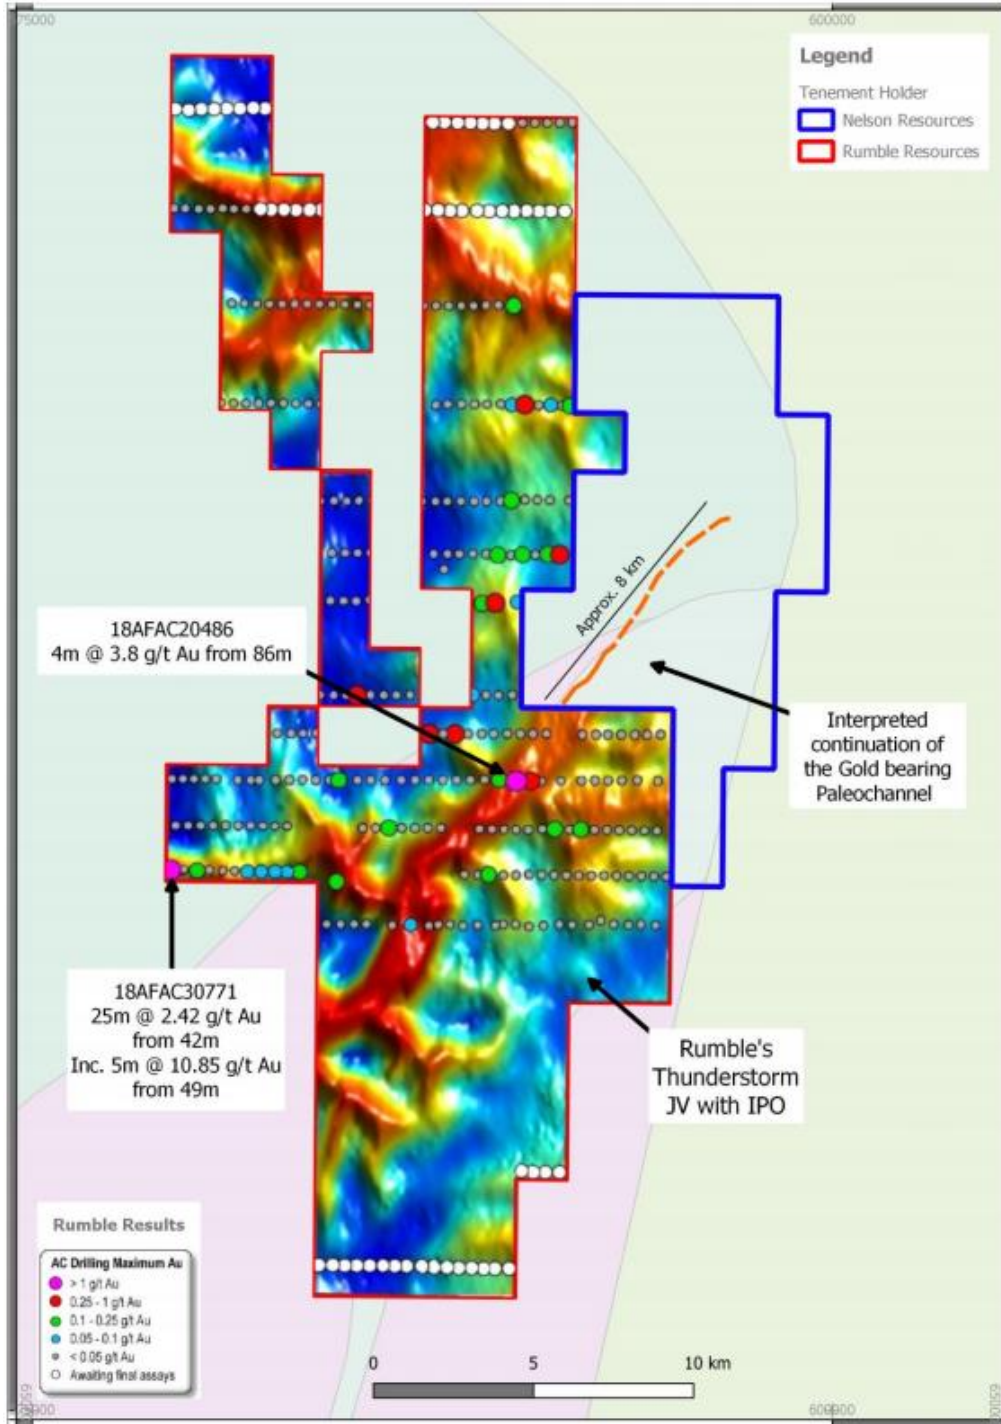 75000
600000
Legend
Tenement Holder
Nelson Resources
Rumble Resources
Approx. 8 km
18AFAC20486
4m @ 3.8 g/t Au from 86m
Interpreted
continuation of
the Gold bearing
Paleochannel
18AFAC30771
25m @ 2.42 g/t Au
from 42m
Inc. 5m @ 10.85 g/t Au
from 49m
Rumble's
Thunderstorm
JV with IPO
Rumble Results
AC Drilling Maximum Au
> 1 g/t Au
0.25 - 1 g/t Au
0.1 - 0.25 g/t Au
0.05 - 0.1 g/t Au
< 0.05 g/t Au
Awaiting final assays
0
5
10 km